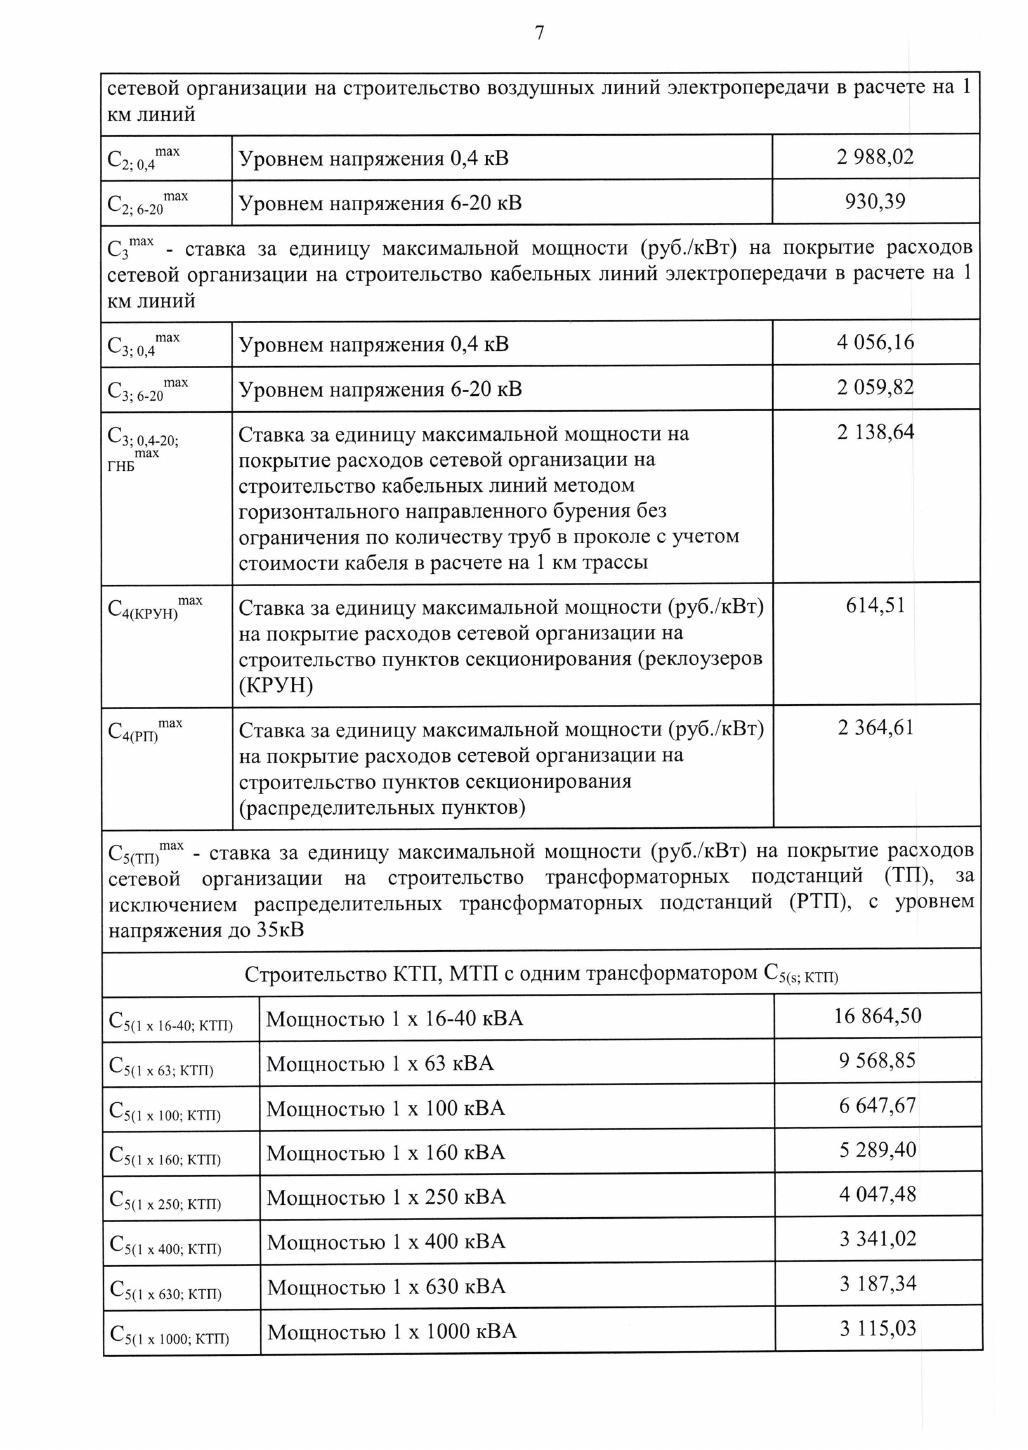 7
сетевой организации на строительство воздушных линий электропередачи в расчете на 1
км линий
C2; 0,4 max Уровнем напряжения 0,4 кВ 2 988,02
C2; 6-20 max Уровнем напряжения 6-20 кВ 930,39
C3 max - ставка за единицу максимальной мощности (руб./кВт) на покрытие расходов
сетевой организации на строительство кабельных линий электропередачи в расчете на 1
км линий
C3; 0,4 max Уровнем напряжения 0,4 кВ 4 056,16
C3; 6-20 max Уровнем напряжения 6-20 кВ 2 059,82
C3; 0,4-20; ГНБ max Ставка за единицу максимальной мощности на 2 138,64
покрытие расходов сетевой организации на
строительство кабельных линий методом
горизонтального направленного бурения без
ограничения по количеству труб в проколе с учетом
стоимости кабеля в расчете на 1 км трассы
C4(КРУН) max Ставка за единицу максимальной мощности (руб./кВт) 614,51
на покрытие расходов сетевой организации на
строительство пунктов секционирования (реклоузеров
(КРУН)
C4(РП) max Ставка за единицу максимальной мощности (руб./кВт) 2 364,61
на покрытие расходов сетевой организации на
строительство пунктов секционирования
(распределительных пунктов)
C5(ТП) max - ставка за единицу максимальной мощности (руб./кВт) на покрытие расходов
сетевой организации на строительство трансформаторных подстанций (ТП), за
исключением распределительных трансформаторных подстанций (РТП), с уровнем
напряжения до 35кВ
Строительство КТП, МТП с одним трансформатором C5(s; КТП)
C5(1 x 16-40; КТП) Мощностью 1 х 16-40 кВА 16 864,50
C5(1 x 63; КТП) Мощностью 1 х 63 кВА 9 568,85
C5(1 x 100; КТП) Мощностью 1 х 100 кВА 6 647,67
C5(1 x 160; КТП) Мощностью 1 х 160 кВА 5 289,40
C5(1 x 250; КТП) Мощностью 1 х 250 кВА 4 047,48
C5(1 x 400; КТП) Мощностью 1 х 400 кВА 3 341,02
C5(1 x 630; КТП) Мощностью 1 х 630 кВА 3 187,34
C5(1 x 1000; КТП) Мощностью 1 х 1000 кВА 3 115,03